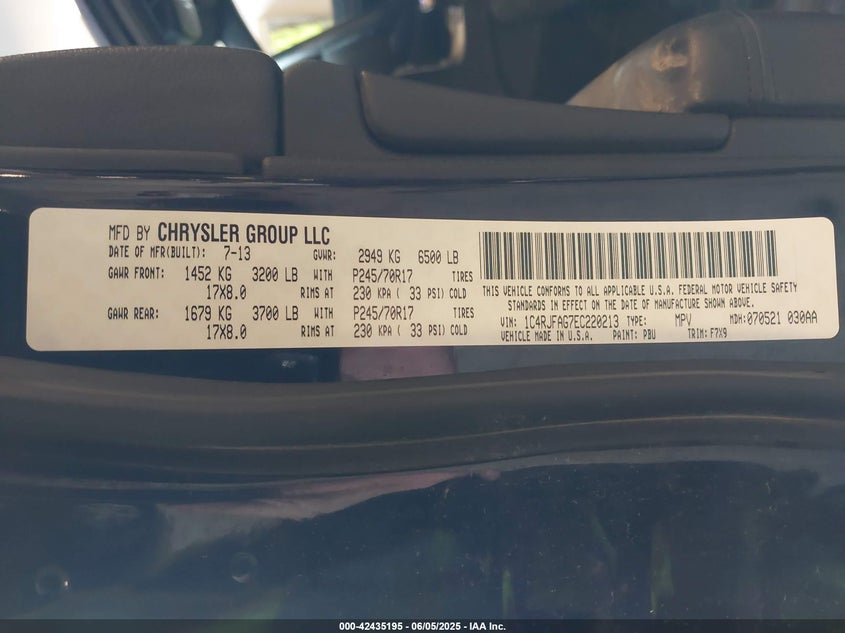 MFD BY CHRYSLER GROUP LLC
DATE OF MFR(BUILT): 7-13 GVWR: 2949 KG 6500 LB
GAWR FRONT: 1452 KG 3200 LB WITH P245/70R17 TIRES
17X8.0 RIMS AT 230 KPA ( 33 PSI) COLD
GAWR REAR: 1679 KG 3700 LB WITH P245/70R17 TIRES
17X8.0 RIMS AT 230 KPA ( 33 PSI) COLD
THIS VEHICLE CONFORMS TO ALL APPLICABLE U.S.A. FEDERAL MOTOR VEHICLE SAFETY
STANDARDS IN EFFECT ON THE DATE OF MANUFACTURE SHOWN ABOVE.
VIN: 1C4RJFAG7EC220213 TYPE: MPV MDH: 070521 030AA
VEHICLE MADE IN U.S.A. PAINT: PBU TRIM: F7X9
000-42435195 - 06/05/2025 - IAA Inc.